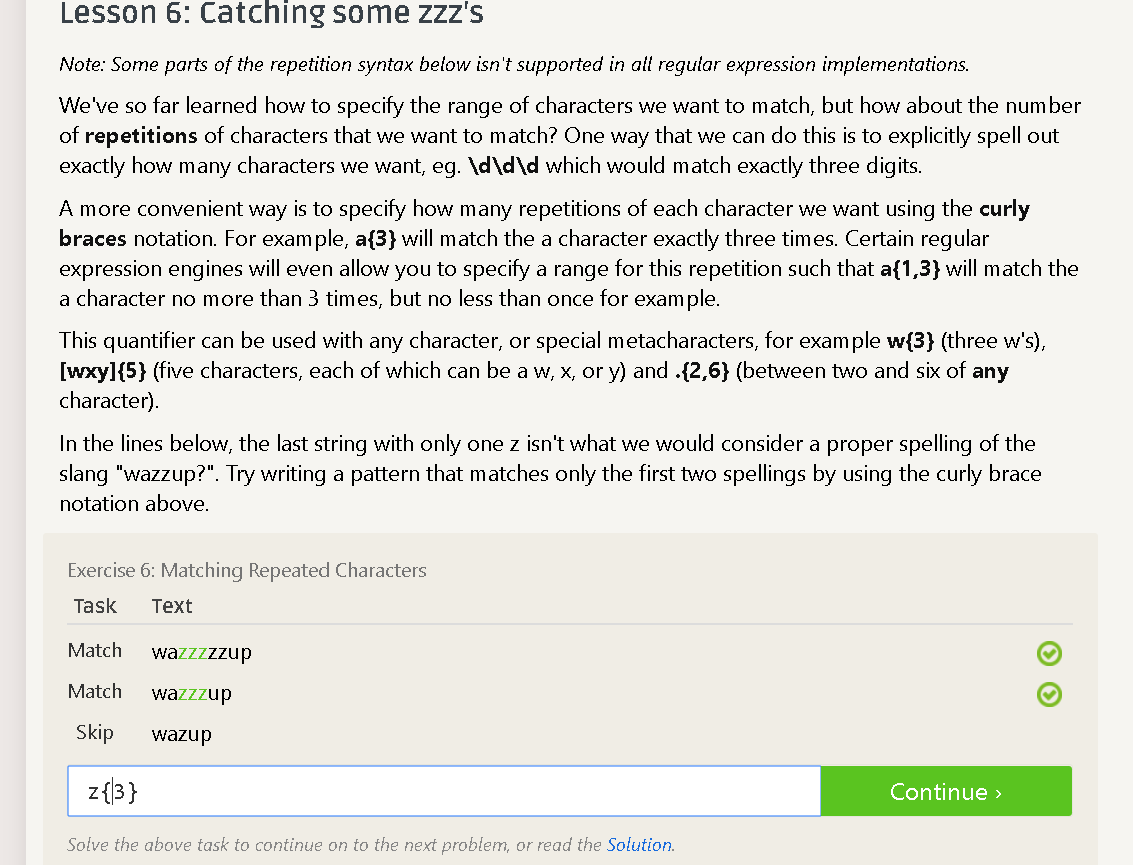 Lesson 6: Catching some zzz's
Note: Some parts of the repetition syntax below isn't supported in all regular expression implementations.
We've so far learned how to specify the range of characters we want to match, but how about the number
of repetitions of characters that we want to match? One way that we can do this is to explicitly spell out
exactly how many characters we want, eg. \d\d\d which would match exactly three digits.
A more convenient way is to specify how many repetitions of each character we want using the curly
braces notation. For example, a{3} will match the a character exactly three times. Certain regular
expression engines will even allow you to specify a range for this repetition such that a{1,3} will match the
a character no more than 3 times, but no less than once for example.
This quantifier can be used with any character, or special metacharacters, for example w{3} (three w's),
[wxy]{5} (five characters, each of which can be a w, x, or y) and .{2,6} (between two and six of any
character).
In the lines below, the last string with only one z isn't what we would consider a proper spelling of the
slang "wazzup?". Try writing a pattern that matches only the first two spellings by using the curly brace
notation above.
Exercise 6: Matching Repeated Characters
Task Text
Match wazzzzzup
Match wazzzup
Skip wazup
z{3}
Continue ›
Solve the above task to continue on to the next problem, or read the Solution.